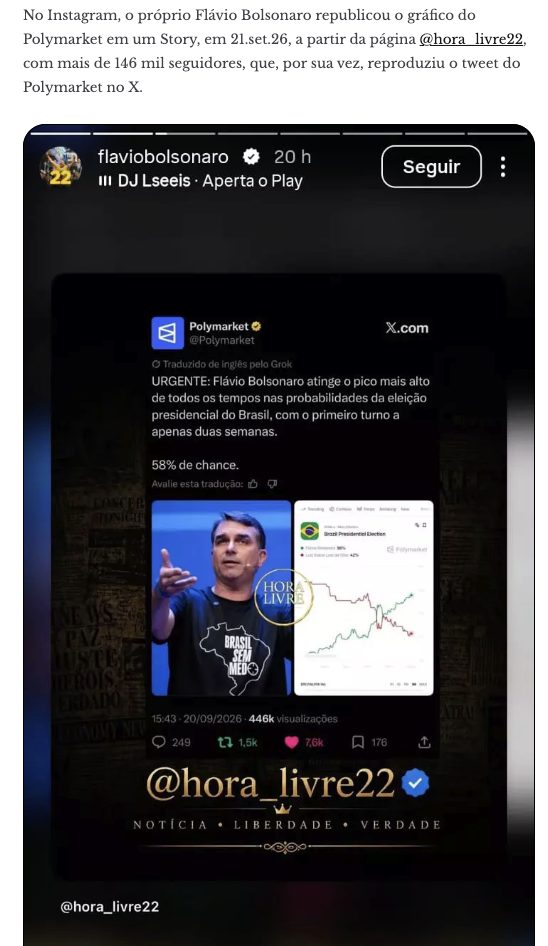 No Instagram, o próprio Flávio Bolsonaro republicou o gráfico do
Polymarket em um Story, em 21.set.26, a partir da página @hora_livre22,
com mais de 146 mil seguidores, que, por sua vez, reproduziu o tweet do
Polymarket no X.
flaviobolsonaro 20 h
DJ Lseeis · Aperta o Play
Seguir
22
Polymarket
@Polymarket
X.com
Traduzido de inglês pelo Grok
URGENTE: Flávio Bolsonaro atinge o pico mais alto
de todos os tempos nas probabilidades da eleição
presidencial do Brasil, com o primeiro turno a
apenas duas semanas.
58% de chance.
Avalie esta tradução:
Brazil Presidential Election
Polymarket
HORA
LIVRE
BRASIL
SEM
MEDO
15:43 · 20/09/2026 · 446k visualizações
249 1,5k 7,6k 176
@hora_livre22
NOTÍCIA • LIBERDADE • VERDADE
@hora_livre22